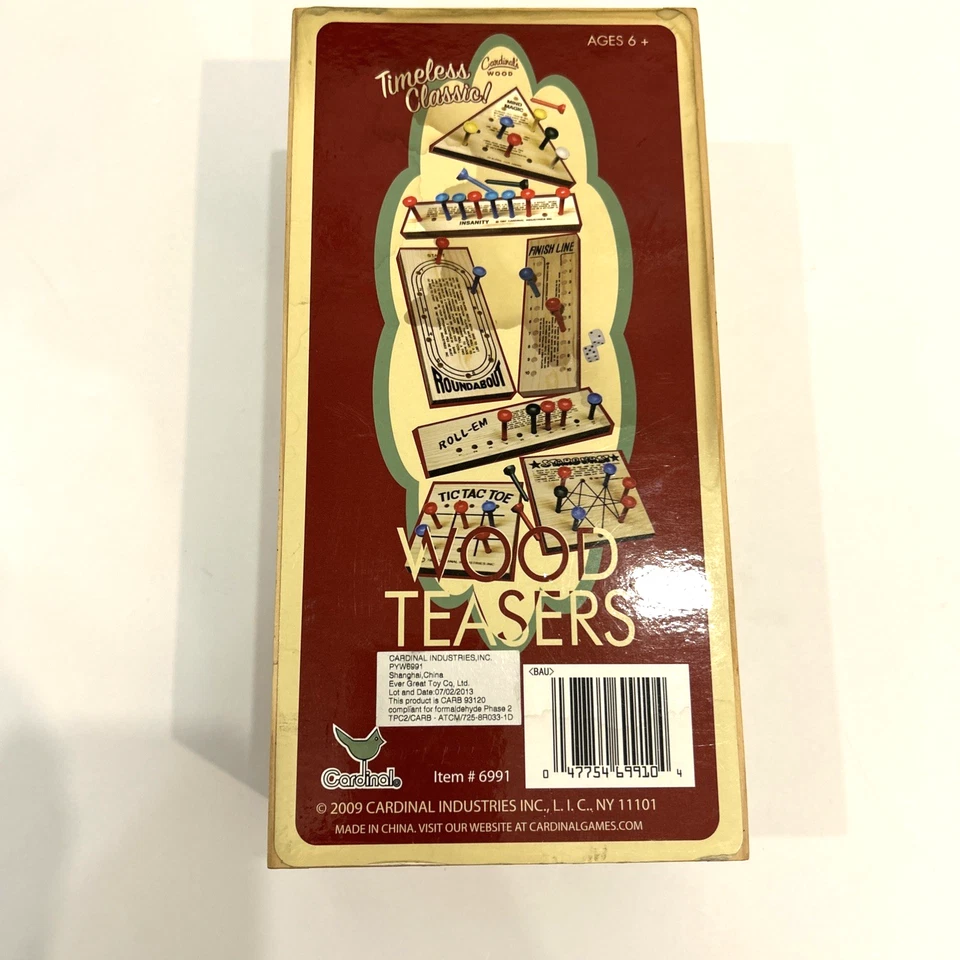 AGES 6 +
Timeless
Classic!
Cardinal's
WOOD
MIND
MAGIC
INSANITY
FINISH LINE
ROUNDABOUT
ROLL-EM
TIC TAC TOE
WOOD
TEASERS
CARDINAL INDUSTRIES,INC.
PYW6991
Shanghai,China
Ever Great Toy Co, Ltd.
Lot and Date:07/02/2013
This product is CARB 93120
compliant for formaldehyde Phase 2
TPC2/CARB - ATCM/725-8R033-1D
<BAU>
0 47754 69910 4
Cardinal®
Item # 6991
© 2009 CARDINAL INDUSTRIES INC., L. I. C., NY 11101
MADE IN CHINA. VISIT OUR WEBSITE AT CARDINALGAMES.COM